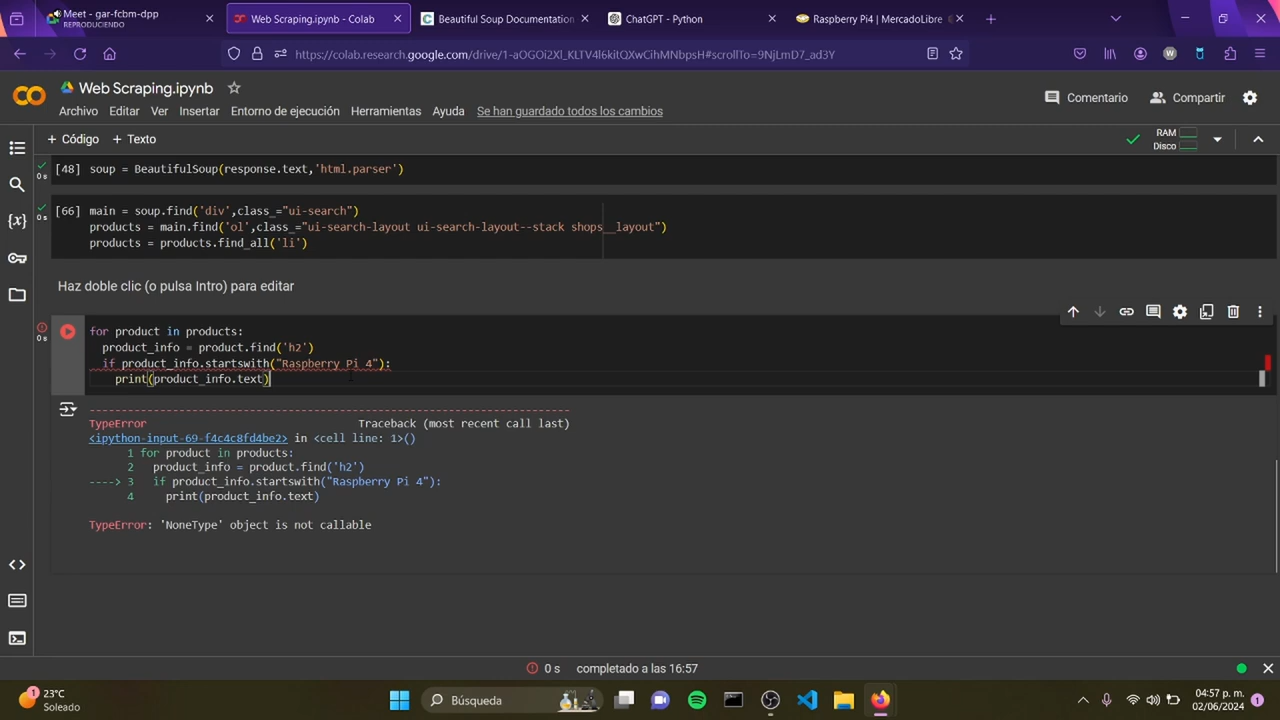 Meet - gar-fcbm-dpp
REPRODUCIENDO
Web Scraping.ipynb - Colab
Beautiful Soup Documentation
ChatGPT - Python
Raspberry Pi4 | MercadoLibre
https://colab.research.google.com/drive/1-aOGOi2Xl_KLTV4l6kitQXwCihMNbpsH#scrollTo=9NjLmD7_ad3Y
Web Scraping.ipynb
Archivo Editar Ver Insertar Entorno de ejecución Herramientas Ayuda Se han guardado todos los cambios
Comentario
Compartir
+ Código + Texto
RAM
Disco
[48] soup = BeautifulSoup(response.text,'html.parser')
0 s
[66] main = soup.find('div',class_="ui-search")
0 s
products = main.find('ol',class_="ui-search-layout ui-search-layout--stack shops__layout")
products = products.find_all('li')
Haz doble clic (o pulsa Intro) para editar
0 s
for product in products:
product_info = product.find('h2')
if product_info.startswith("Raspberry Pi 4"):
print(product_info.text)
---------------------------------------------------------------------------
TypeError Traceback (most recent call last)
<ipython-input-69-f4c4c8fd4be2> in <cell line: 1>()
1 for product in products:
2 product_info = product.find('h2')
----> 3 if product_info.startswith("Raspberry Pi 4"):
4 print(product_info.text)
TypeError: 'NoneType' object is not callable
0 s completado a las 16:57
23°C
Soleado
Búsqueda
04:57 p. m.
02/06/2024